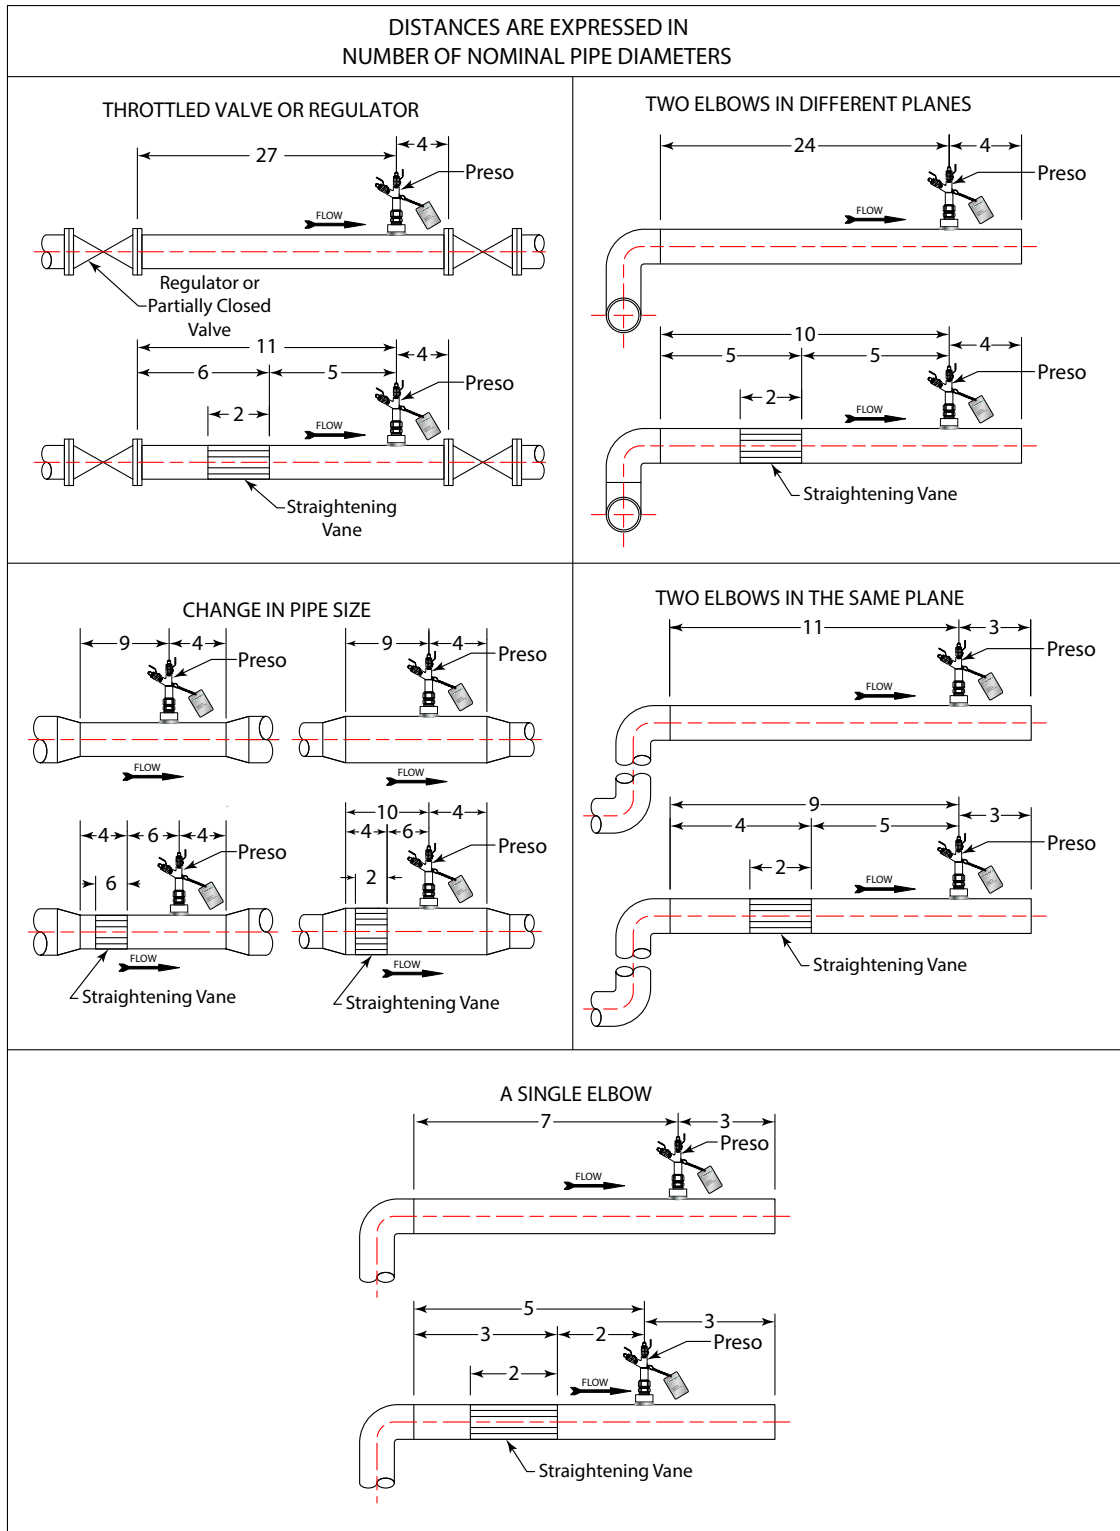 DISTANCES ARE EXPRESSED IN
NUMBER OF NOMINAL PIPE DIAMETERS
THROTTLED VALVE OR REGULATOR
27
4
Preso
FLOW
Regulator or
Partially Closed
Valve
11
4
6
5
Preso
2
FLOW
Straightening
Vane
TWO ELBOWS IN DIFFERENT PLANES
24
4
Preso
FLOW
10
5
5
4
Preso
2
FLOW
Straightening Vane
CHANGE IN PIPE SIZE
9
4
Preso
FLOW
9
4
Preso
FLOW
4
6
4
Preso
6
FLOW
Straightening Vane
10
4
4
6
Preso
2
FLOW
Straightening Vane
TWO ELBOWS IN THE SAME PLANE
11
3
Preso
FLOW
9
3
4
5
Preso
2
FLOW
Straightening Vane
A SINGLE ELBOW
7
3
Preso
FLOW
5
3
3
2
Preso
2
FLOW
Straightening Vane